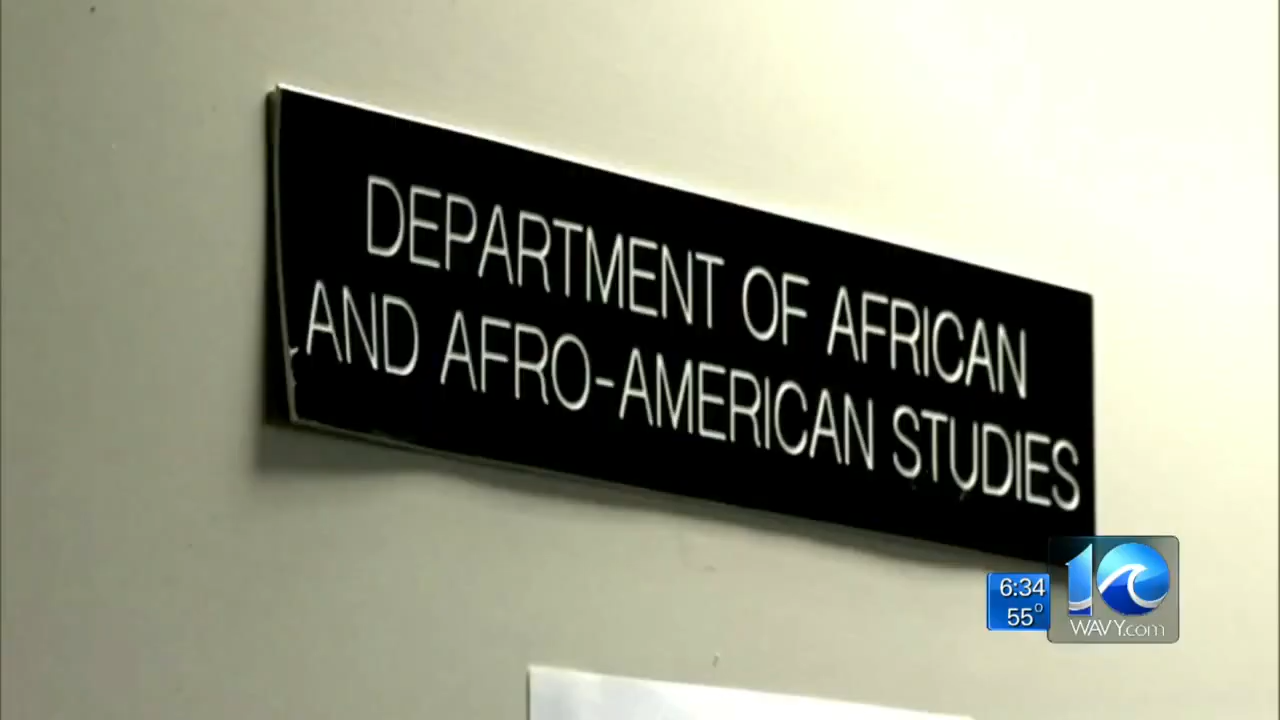 DEPARTMENT OF AFRICAN
AND AFRO-AMERICAN STUDIES
6:34
55°
10
WAVY.com